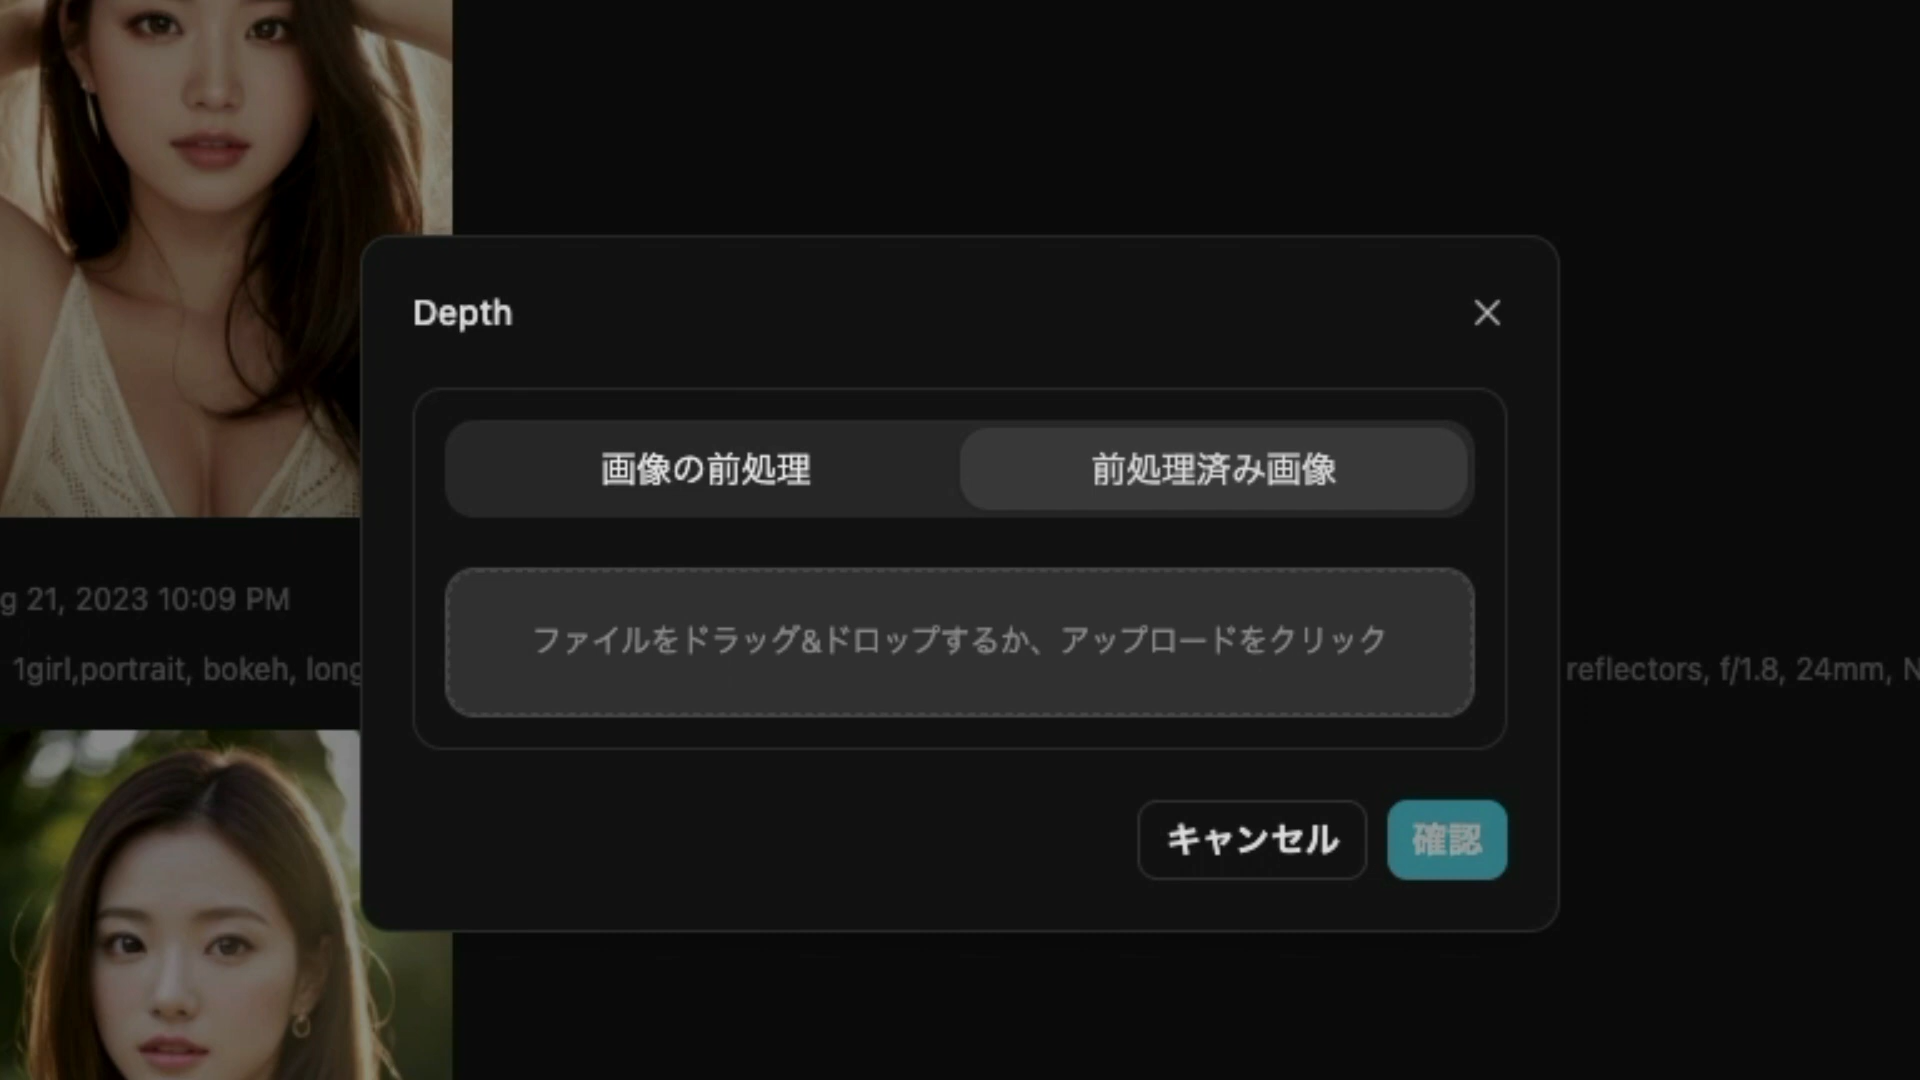 Depth
画像の前処理
前処理済み画像
ファイルをドラッグ&ドロップするか、アップロードをクリック
キャンセル
確認
21, 2023 10:09 PM
1girl,portrait, bokeh,
reflectors, f/1.8, 24mm,